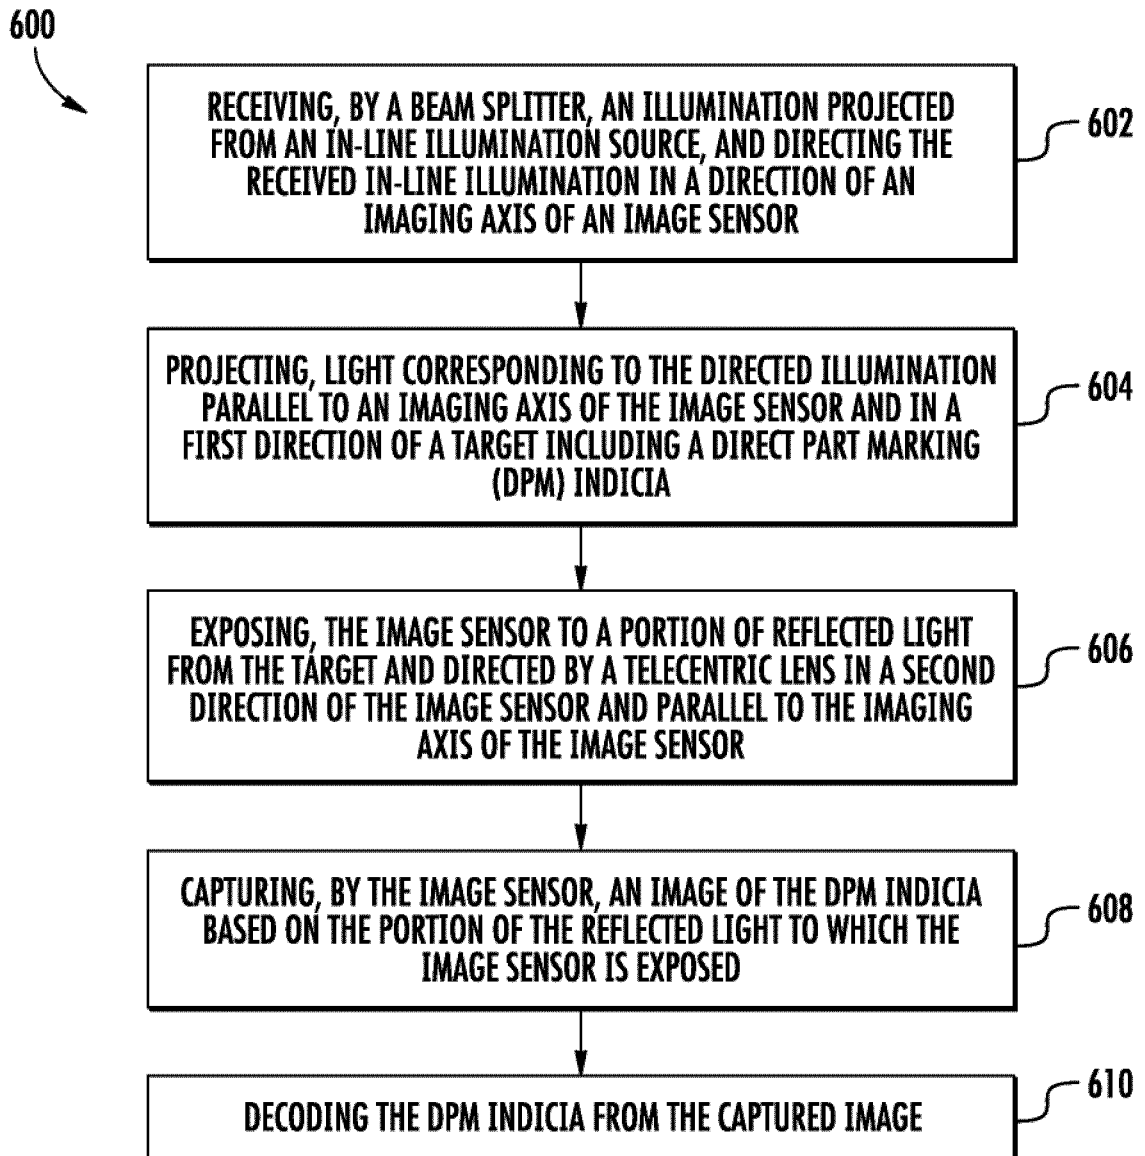 600
RECEIVING, BY A BEAM SPLITTER, AN ILLUMINATION PROJECTED
FROM AN IN-LINE ILLUMINATION SOURCE, AND DIRECTING THE
RECEIVED IN-LINE ILLUMINATION IN A DIRECTION OF AN
IMAGING AXIS OF AN IMAGE SENSOR
602
PROJECTING, LIGHT CORRESPONDING TO THE DIRECTED ILLUMINATION
PARALLEL TO AN IMAGING AXIS OF THE IMAGE SENSOR AND IN A
FIRST DIRECTION OF A TARGET INCLUDING A DIRECT PART MARKING
(DPM) INDICIA
604
EXPOSING, THE IMAGE SENSOR TO A PORTION OF REFLECTED LIGHT
FROM THE TARGET AND DIRECTED BY A TELECENTRIC LENS IN A SECOND
DIRECTION OF THE IMAGE SENSOR AND PARALLEL TO THE IMAGING
AXIS OF THE IMAGE SENSOR
606
CAPTURING, BY THE IMAGE SENSOR, AN IMAGE OF THE DPM INDICIA
BASED ON THE PORTION OF THE REFLECTED LIGHT TO WHICH THE
IMAGE SENSOR IS EXPOSED
608
DECODING THE DPM INDICIA FROM THE CAPTURED IMAGE
610